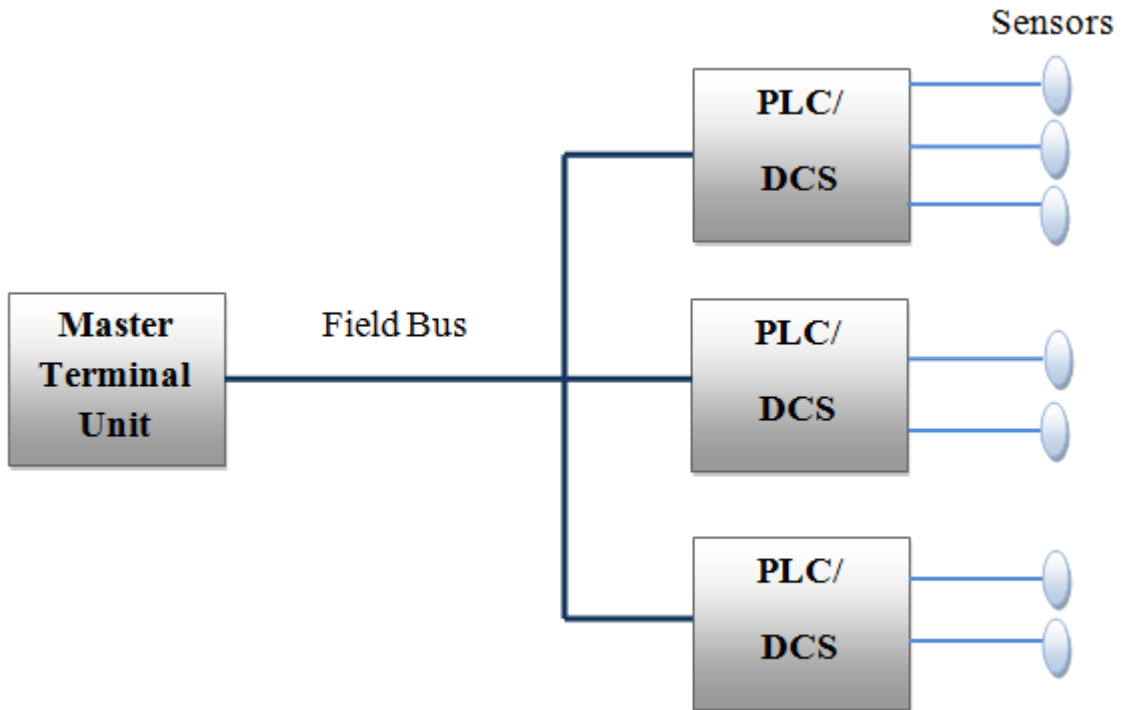 Sensors
PLC/
DCS
Master
Terminal
Unit
Field Bus
PLC/
DCS
PLC/
DCS